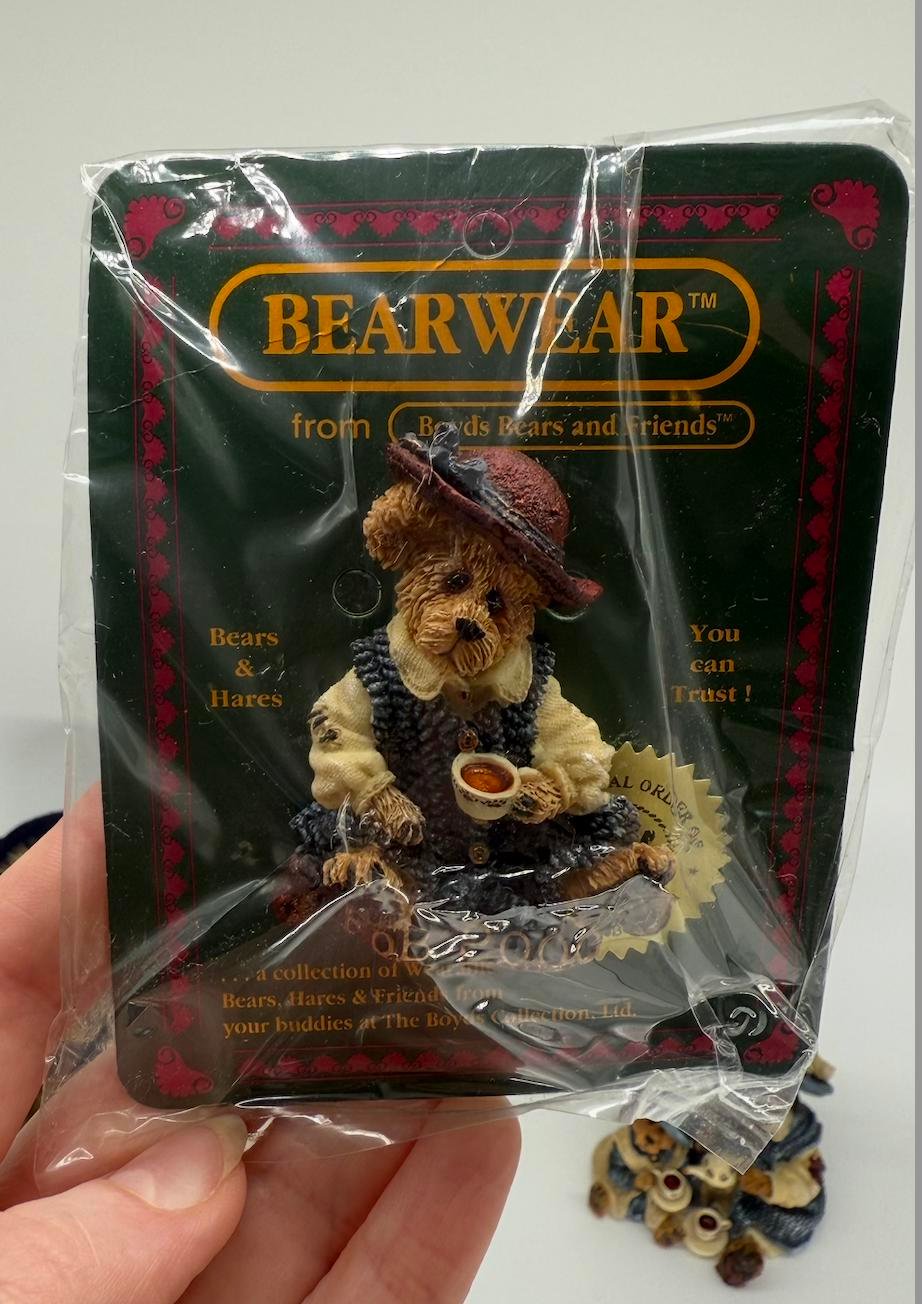 BEARWEAR™
from Boyds Bears and Friends™
Bears
&
Hares
You
can
Trust !
. . . a collection of
Bears, Hares & Friends from
your buddies at The Boyds Collection, Ltd.